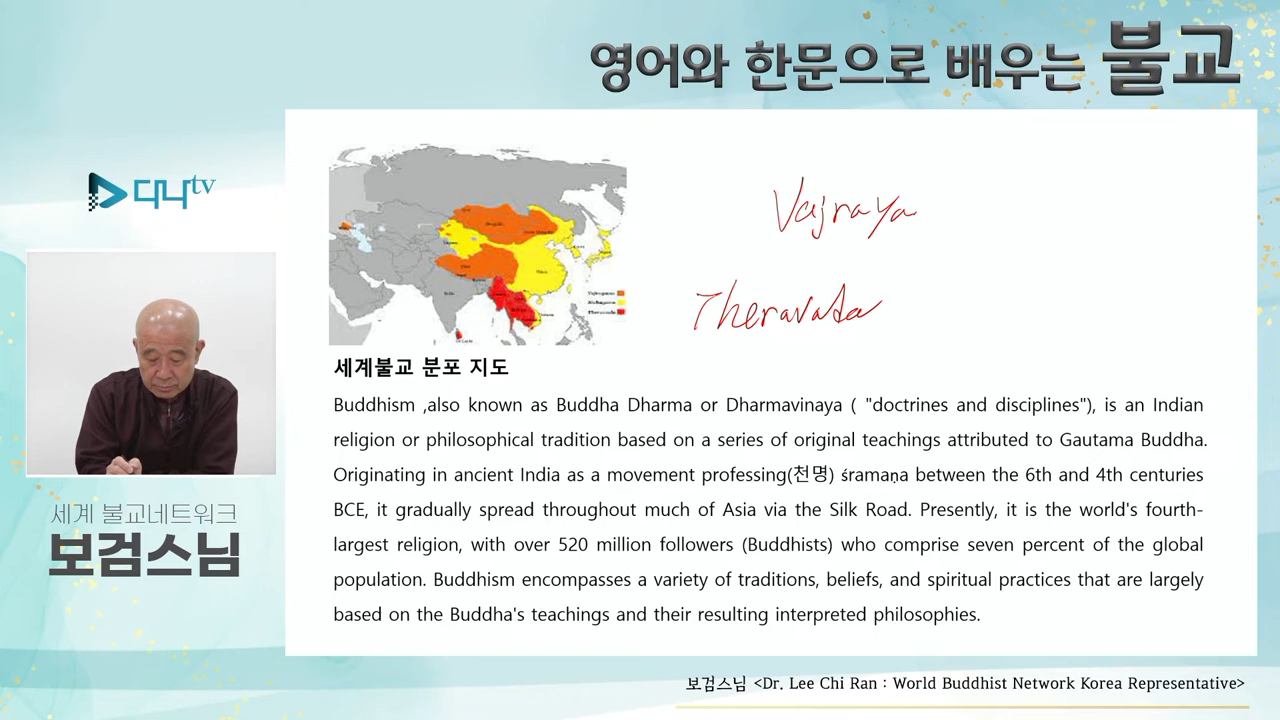 영어와 한문으로 배우는 불교
디나tv
Vajraya
Theravada
세계불교 분포 지도
Buddhism ,also known as Buddha Dharma or Dharmavinaya ( "doctrines and disciplines"), is an Indian
religion or philosophical tradition based on a series of original teachings attributed to Gautama Buddha.
Originating in ancient India as a movement professing(천명) śramaṇa between the 6th and 4th centuries
BCE, it gradually spread throughout much of Asia via the Silk Road. Presently, it is the world's fourth-
largest religion, with over 520 million followers (Buddhists) who comprise seven percent of the global
population. Buddhism encompasses a variety of traditions, beliefs, and spiritual practices that are largely
based on the Buddha's teachings and their resulting interpreted philosophies.
세계 불교네트워크
보검스님
보검스님 <Dr. Lee Chi Ran : World Buddhist Network Korea Representative>